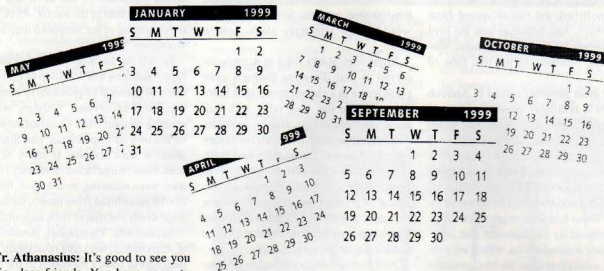 MAY 1999
S M T W T F S
2 3 4 5 6 7
9 10 11 12 13 14
16 17 18 19 20
23 24 25 26 27
30 31
JANUARY 1999
S M T W T F S
1 2
3 4 5 6 7 8 9
10 11 12 13 14 15 16
17 18 19 20 21 22 23
24 25 26 27 28 29 30
31
MARCH 1999
S M T W T F S
1 2 3 4 5 6
7 8 9 10 11 12 13
14 15 16 17 18
21 22 23
28 29 30 31
OCTOBER 1999
S M T W T F S
1 2
3 4 5 6 7 8 9
12 13 14 15 16
19 20 21 22 23
26 27 28 29 30
APRIL 999
S M T W T F S
1 2 3
4 5 6 7 8 9 10
11 12 13 14 15 16 17
18 19 20 21 22 23 24
25 26 27 28 29 30
SEPTEMBER 1999
S M T W T F S
1 2 3 4
5 6 7 8 9 10 11
12 13 14 15 16 17 18
19 20 21 22 23 24 25
26 27 28 29 30
r. Athanasius: It's good to see you